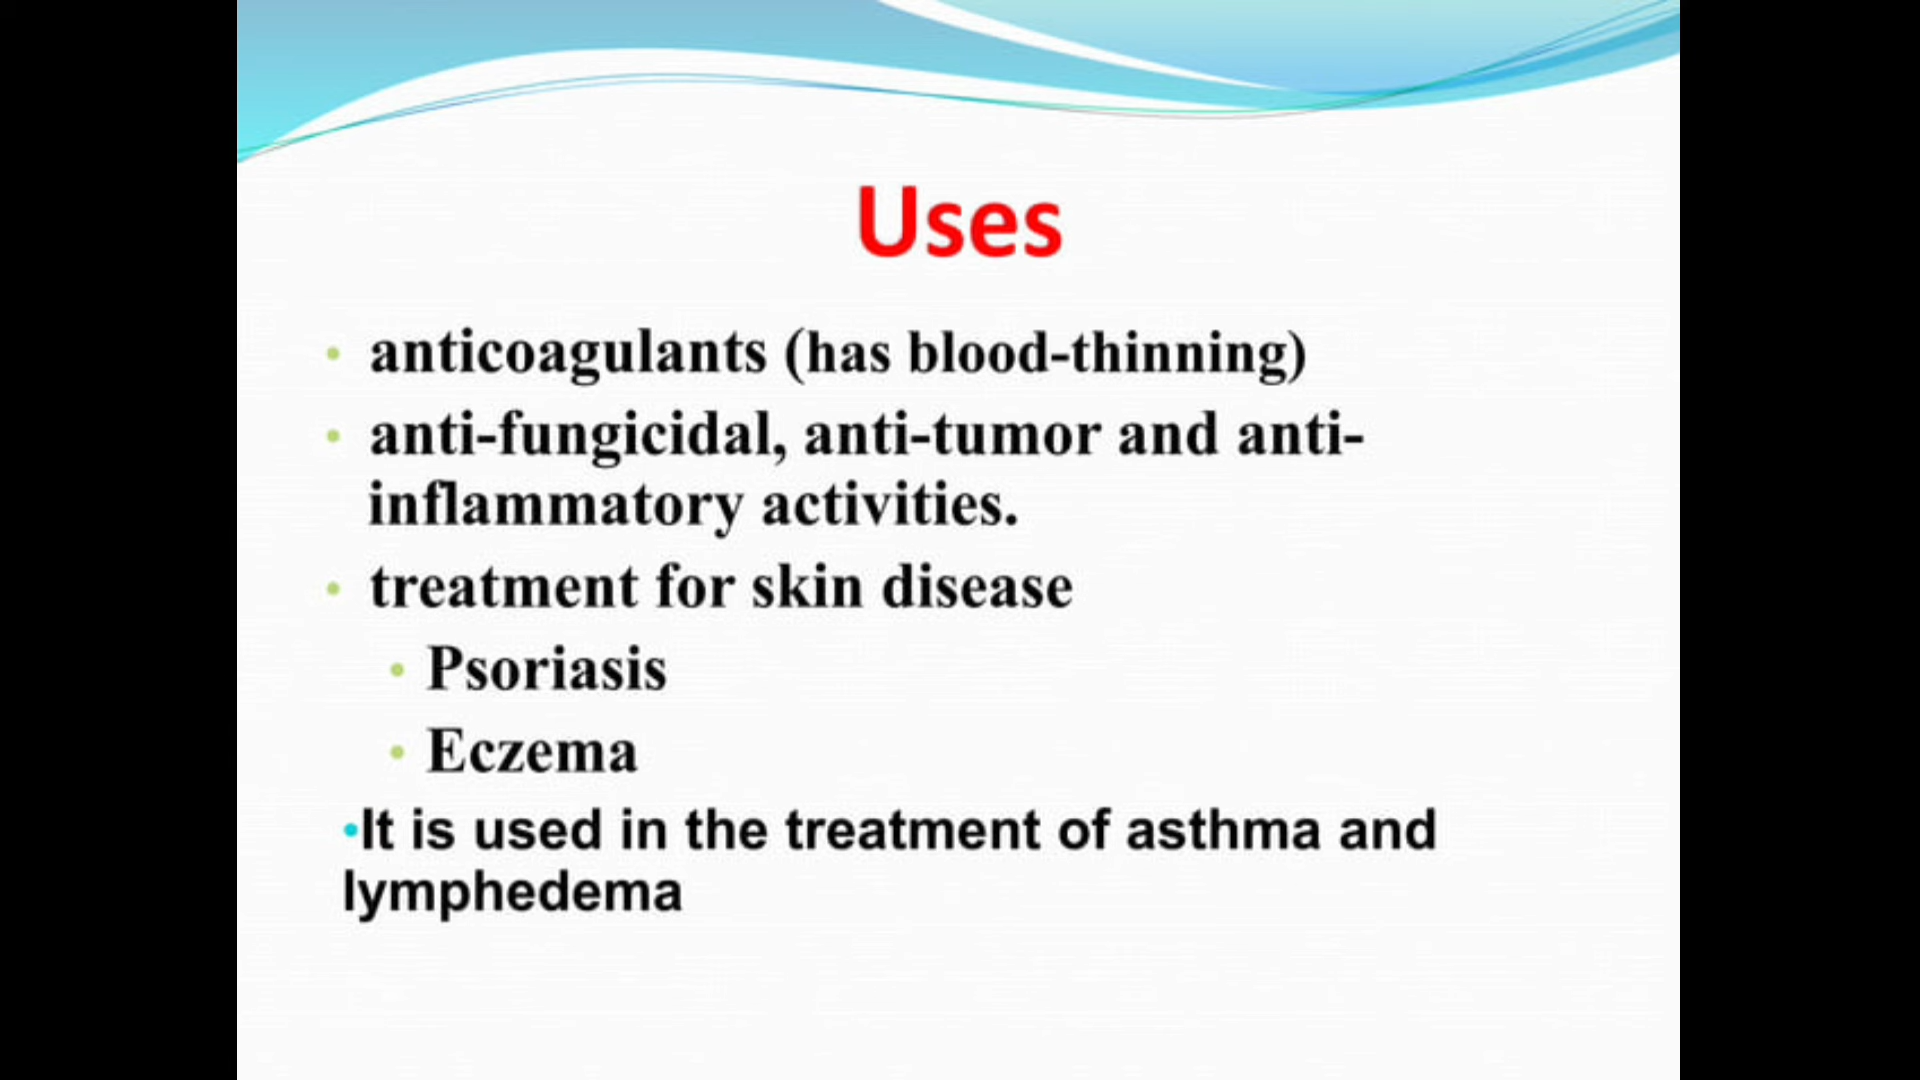 Uses
• anticoagulants (has blood-thinning)
• anti-fungicidal, anti-tumor and anti-
inflammatory activities.
• treatment for skin disease
• Psoriasis
• Eczema
•It is used in the treatment of asthma and
lymphedema